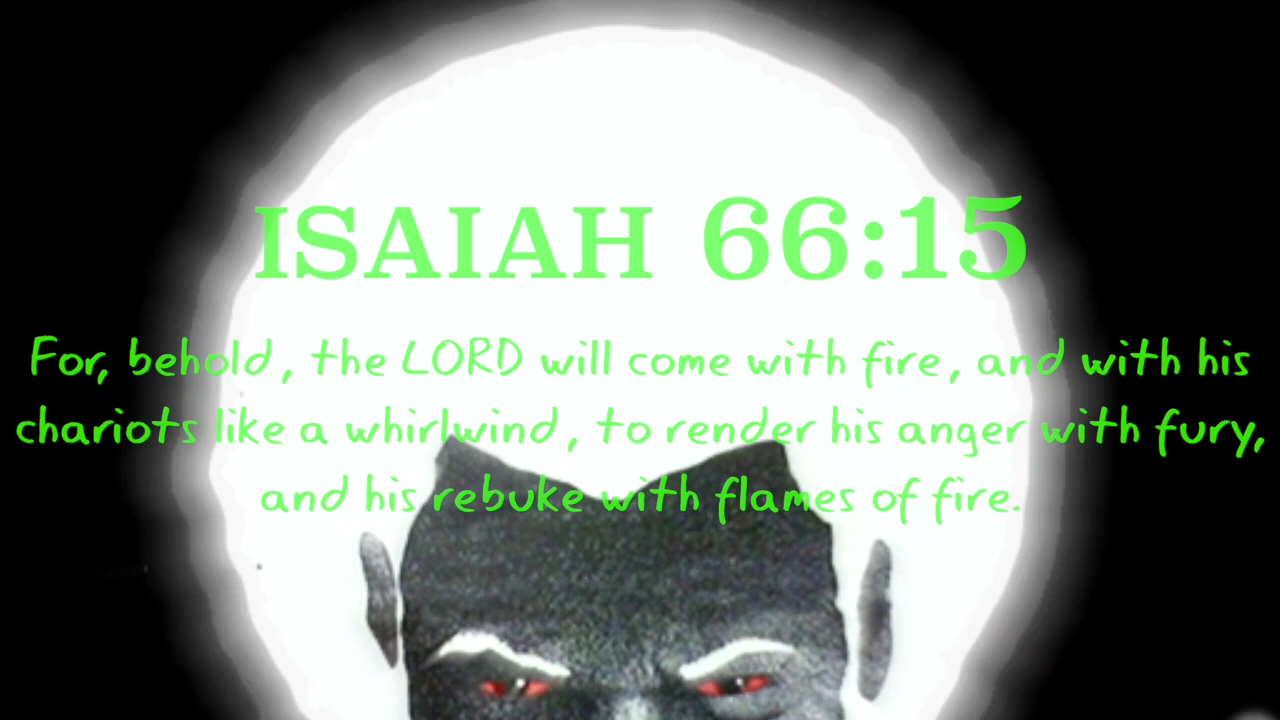 ISAIAH 66:15
For, behold, the LORD will come with fire, and with his
chariots like a whirlwind, to render his anger with fury,
and his rebuke with flames of fire.